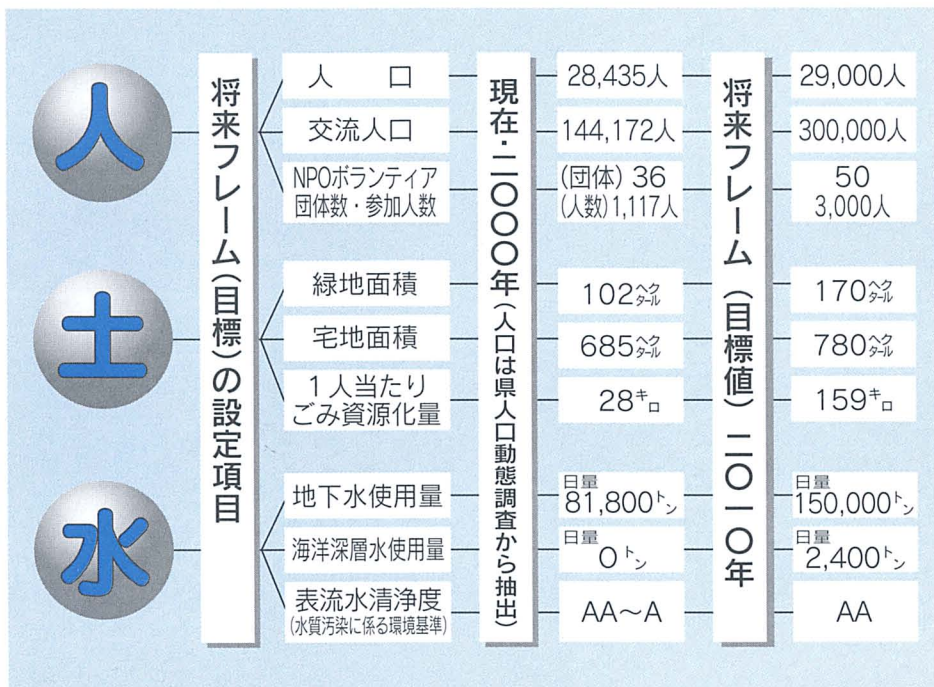 人
将来フレーム(目標)の設定項目
人　　口
現在・二〇〇〇年(人口は県人口動態調査から抽出)
28,435人
将来フレーム(目標値)二〇一〇年
29,000人
交流人口
144,172人
300,000人
NPOボランティア
団体数・参加人数
(団体) 36
(人数)1,117人
50
3,000人
土
緑地面積
102ヘクタール
170ヘクタール
宅地面積
685ヘクタール
780ヘクタール
1人当たり
ごみ資源化量
28キロ
159キロ
水
地下水使用量
日量
81,800トン
日量
150,000トン
海洋深層水使用量
日量
0トン
日量
2,400トン
表流水清浄度
(水質汚染に係る環境基準)
AA〜A
AA